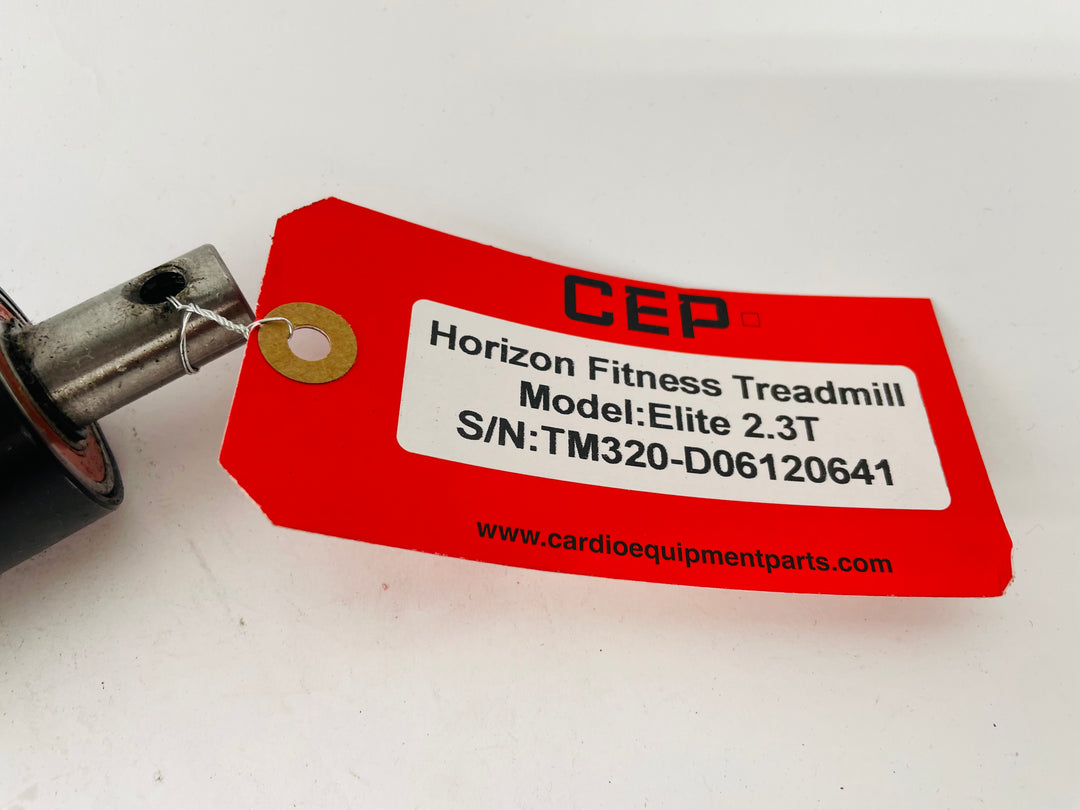 CEP
Horizon Fitness Treadmill
Model:Elite 2.3T
S/N:TM320-D06120641
www.cardioequipmentparts.com